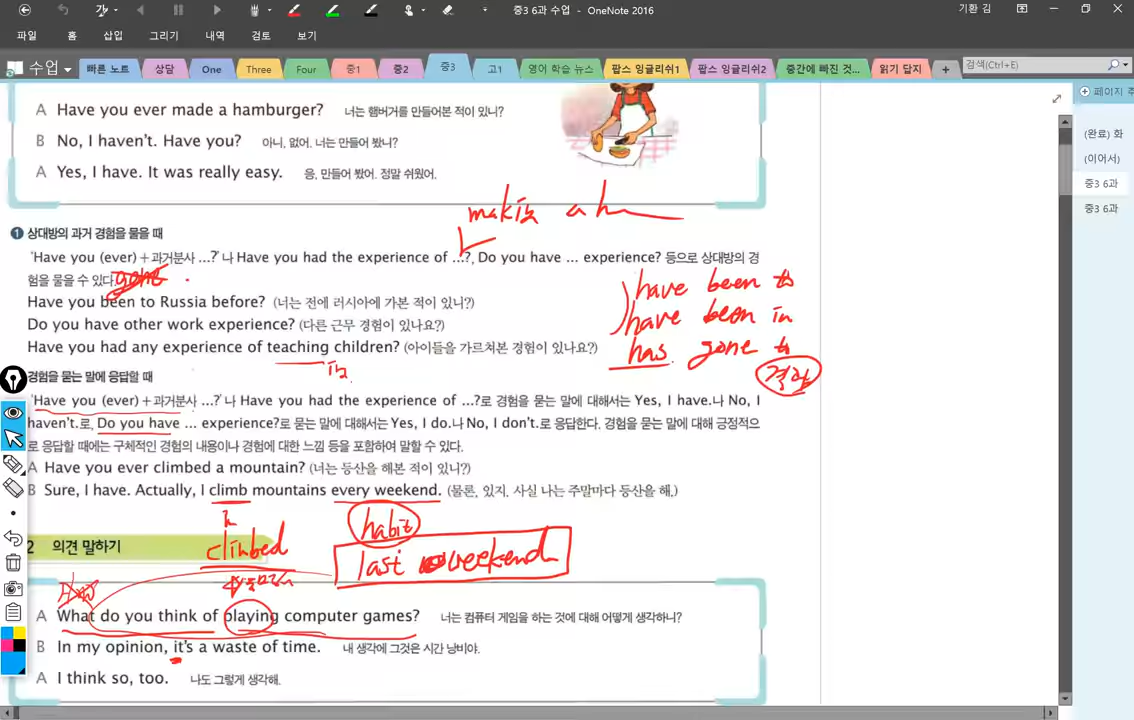 중3 6과 수업 - OneNote 2016
기환 김
파일 홈 삽입 그리기 내역 검토 보기
수업 빠른 노트 상담 One Three Four 중1 중2 중3 고1 영어 학습 뉴스 팝스 잉글리쉬1 팝스 잉글리쉬2 중간에 빠진 것... 읽기 답지 + 검색(Ctrl+E)
페이지 추
(완료) 화
(이어서)
중3 6과
중3 6과
A Have you ever made a hamburger? 너는 햄버거를 만들어본 적이 있니?
B No, I haven't. Have you? 아니, 없어. 너는 만들어 봤니?
A Yes, I have. It was really easy. 응, 만들어 봤어. 정말 쉬웠어.
making a h
1 상대방의 과거 경험을 물을 때
'Have you (ever)+과거분사 ...?'나 Have you had the experience of ...?, Do you have ... experience? 등으로 상대방의 경
험을 물을 수 있다. gone
have been to
Have you been to Russia before? (너는 전에 러시아에 가본 적이 있니?)
have been in
Do you have other work experience? (다른 근무 경험이 있나요?)
Have you had any experience of teaching children? (아이들을 가르쳐본 경험이 있나요?)
has gone to
결과
경험을 묻는 말에 응답할 때
'Have you (ever)+과거분사 ...?'나 Have you had the experience of ...?로 경험을 묻는 말에 대해서는 Yes, I have.나 No, I
haven't.로, Do you have ... experience?로 묻는 말에 대해서는 Yes, I do.나 No, I don't.로 응답한다. 경험을 묻는 말에 대해 긍정적으
로 응답할 때에는 구체적인 경험의 내용이나 경험에 대한 느낌 등을 포함하여 말할 수 있다.
A Have you ever climbed a mountain? (너는 등산을 해본 적이 있니?)
B Sure, I have. Actually, I climb mountains every weekend. (물론, 있지. 사실 나는 주말마다 등산을 해.)
habit
climbed
last weekend
2 의견 말하기
A What do you think of playing computer games? 너는 컴퓨터 게임을 하는 것에 대해 어떻게 생각하니?
B In my opinion, it's a waste of time. 내 생각에 그것은 시간 낭비야.
A I think so, too. 나도 그렇게 생각해.